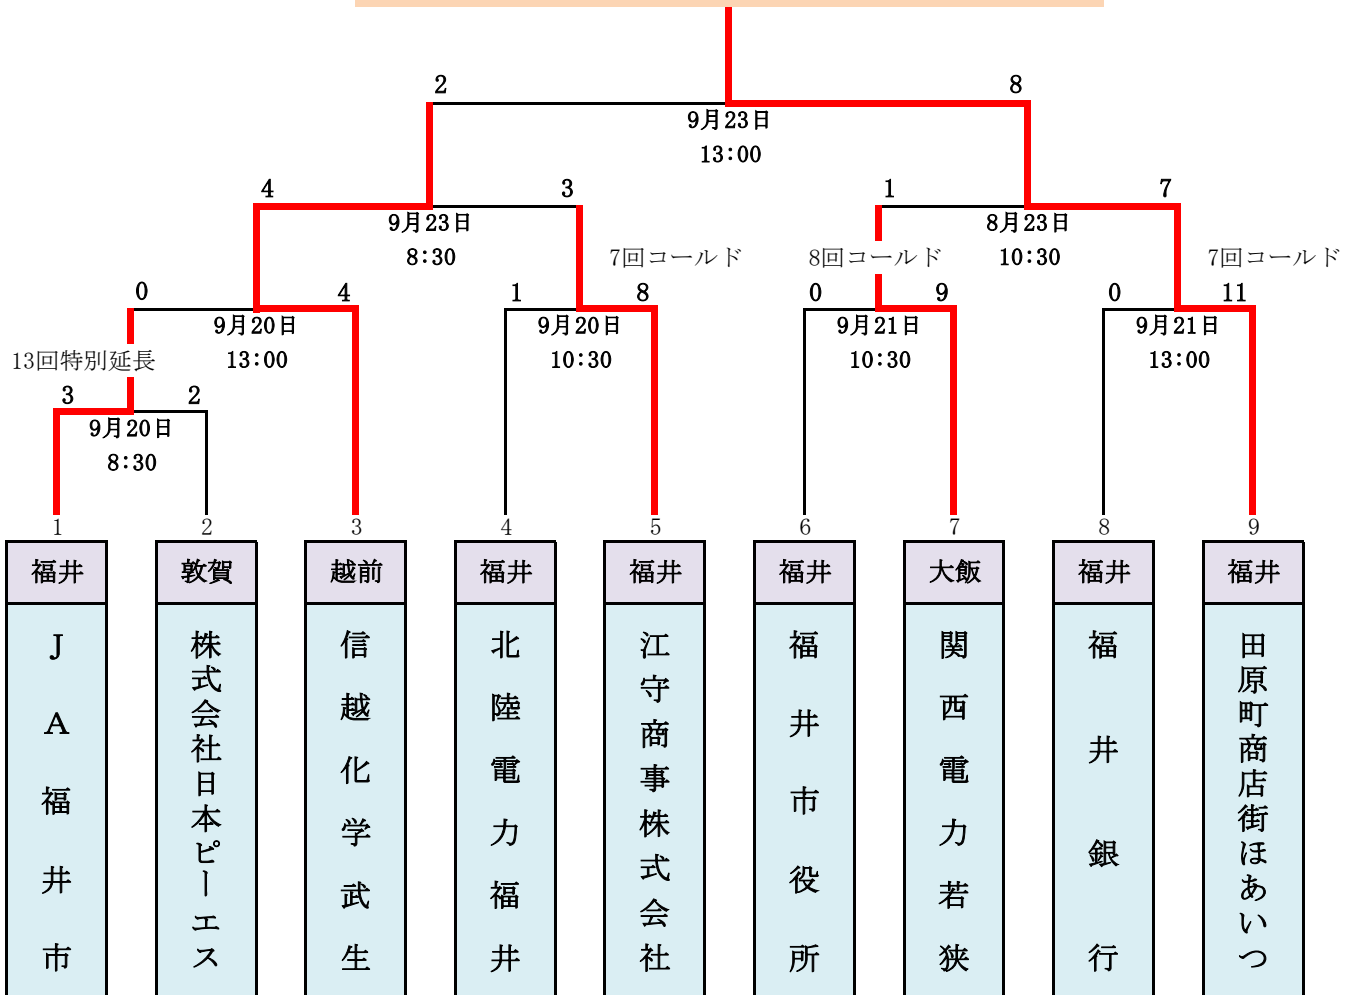 2 8
9月23日
13:00
4 3 1 7
9月23日 8月23日
8:30 10:30
7回コールド 8回コールド 7回コールド
0 4 1 8 0 9 0 11
9月20日 9月20日 9月21日 9月21日
13:00 10:30 10:30 13:00
13回特別延長
3 2
9月20日
8:30
1 2 3 4 5 6 7 8 9
福井 敦賀 越前 福井 福井 福井 大飯 福井 福井
JA福井市
株式会社日本ピーエス
信越化学武生
北陸電力福井
江守商事株式会社
福井市役所
関西電力若狭
福井銀行
田原町商店街ほあいつ